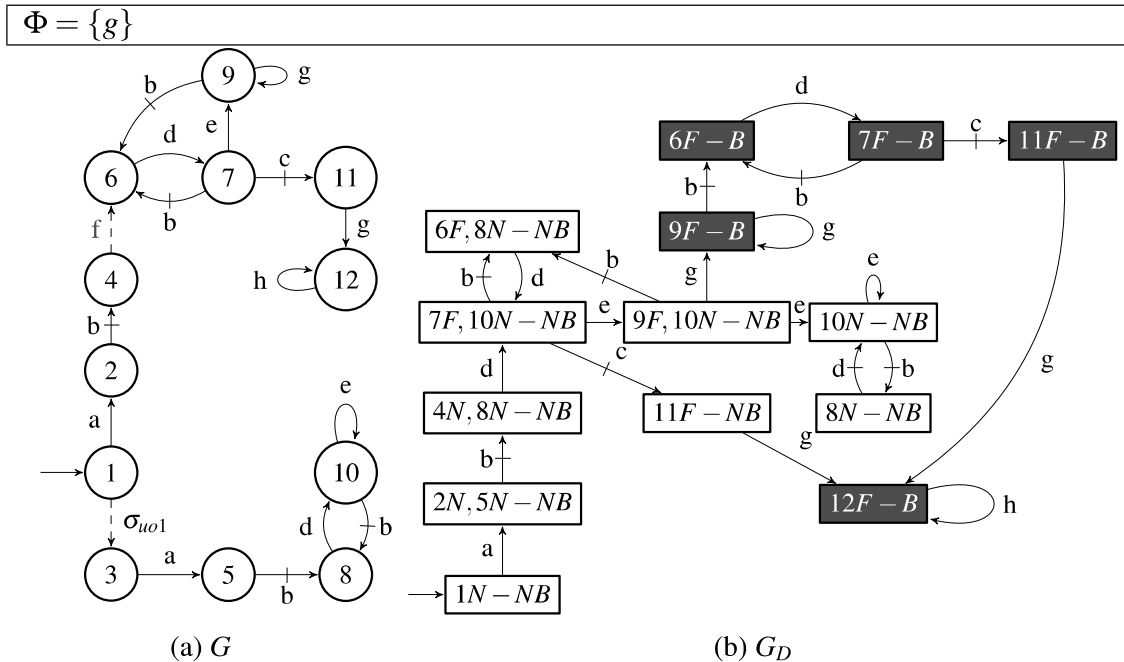 Φ = {g}
9
g
b
e
d
6
7
c
11
b
f
g
4
h
12
b
2
a
e
1
10
σuo1
d
b
a
3
5
b
8
(a) G
d
6F − B
7F − B
c
11F − B
b
b
9F − B
g
6F, 8N − NB
b
d
b
g
e
7F, 10N − NB
e
9F, 10N − NB
e
10N − NB
c
d
b
g
d
4N, 8N − NB
11F − NB
8N − NB
g
b
2N, 5N − NB
12F − B
h
a
1N − NB
(b) GD